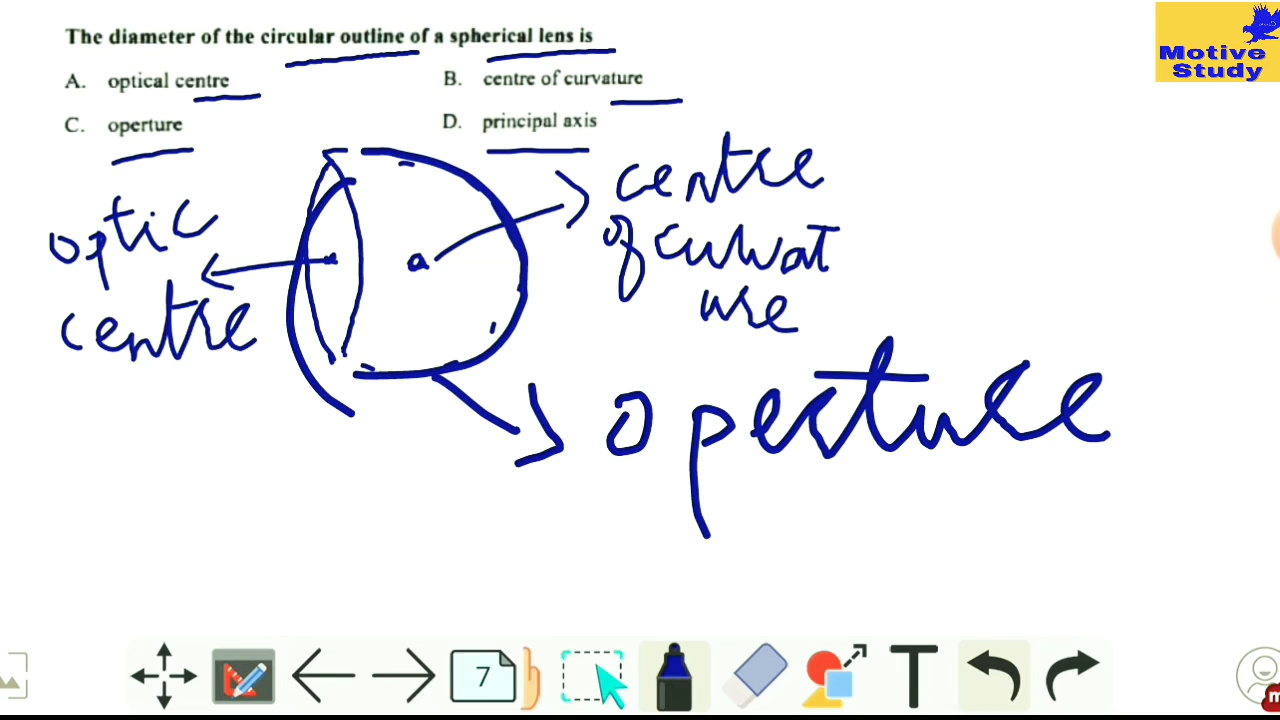 The diameter of the circular outline of a spherical lens is
A. optical centre
B. centre of curvature
C. operture
D. principal axis
Motive
Study
optic
centre
centre
of curvat
ure
operture
7
T
m